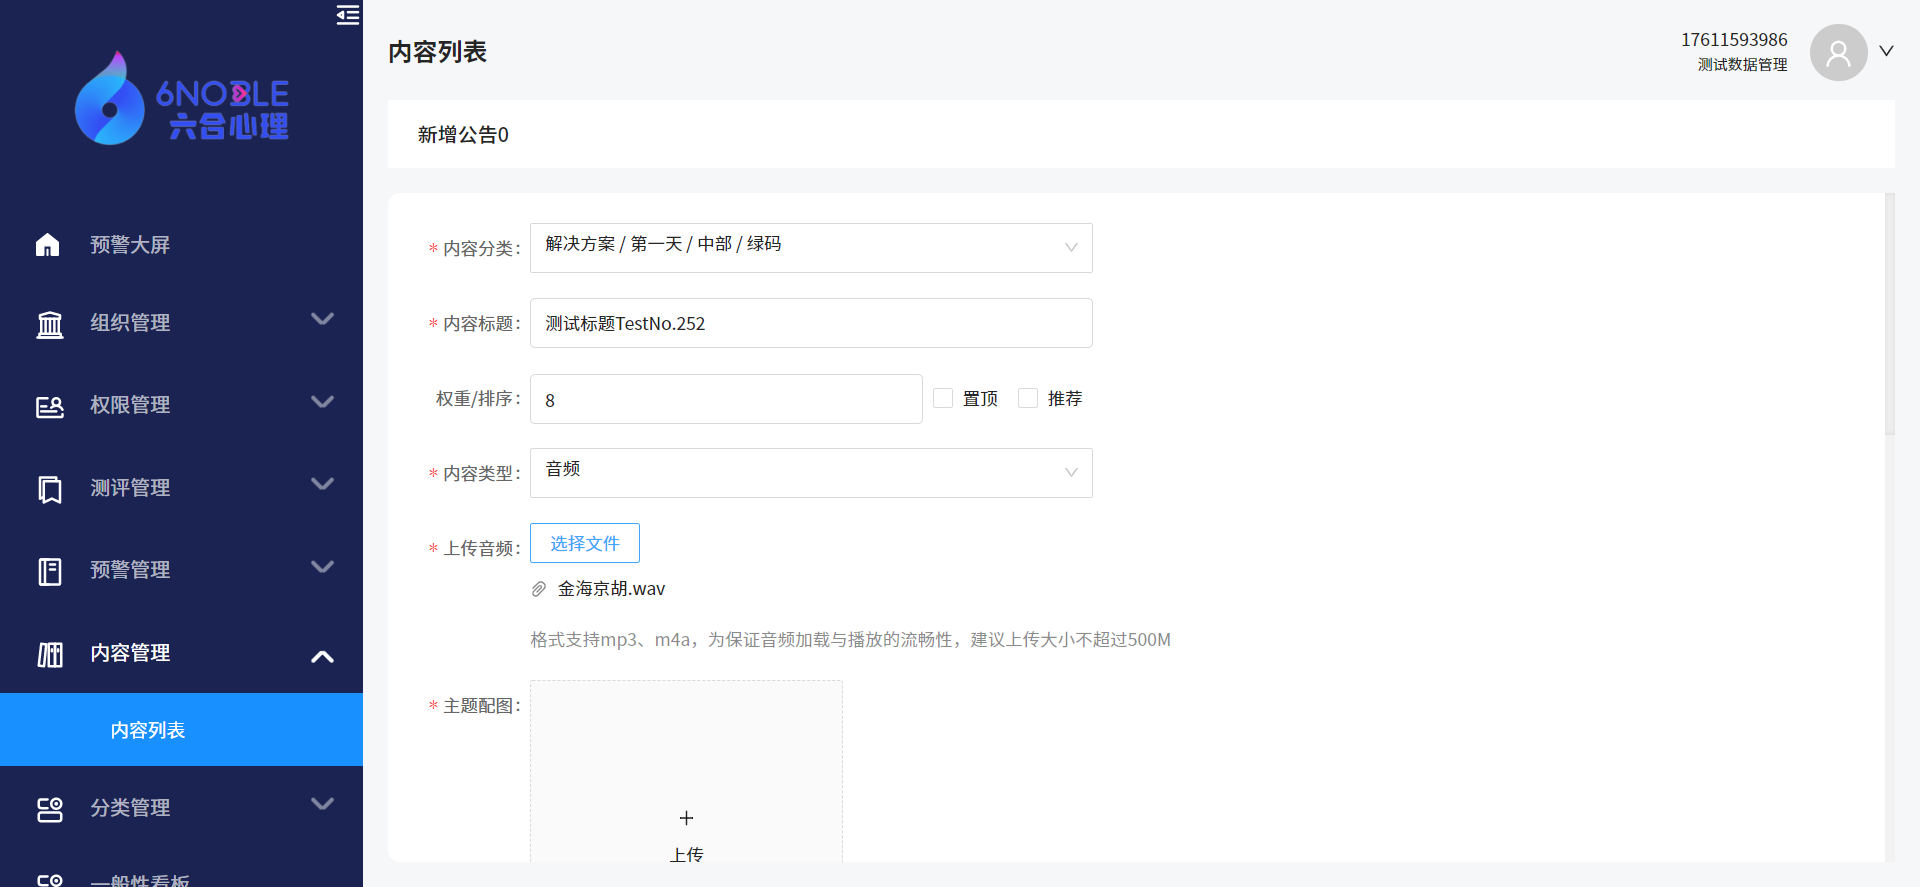 6NOBLE
六合心理
预警大屏
组织管理
权限管理
测评管理
预警管理
内容管理
内容列表
分类管理
一般性看板
内容列表
17611593986
测试数据管理
新增公告0
* 内容分类：
解决方案 / 第一天 / 中部 / 绿码
* 内容标题：
测试标题TestNo.252
权重/排序：
8
置顶
推荐
* 内容类型：
音频
* 上传音频：
选择文件
金海京胡.wav
格式支持mp3、m4a，为保证音频加载与播放的流畅性，建议上传大小不超过500M
* 主题配图：
上传